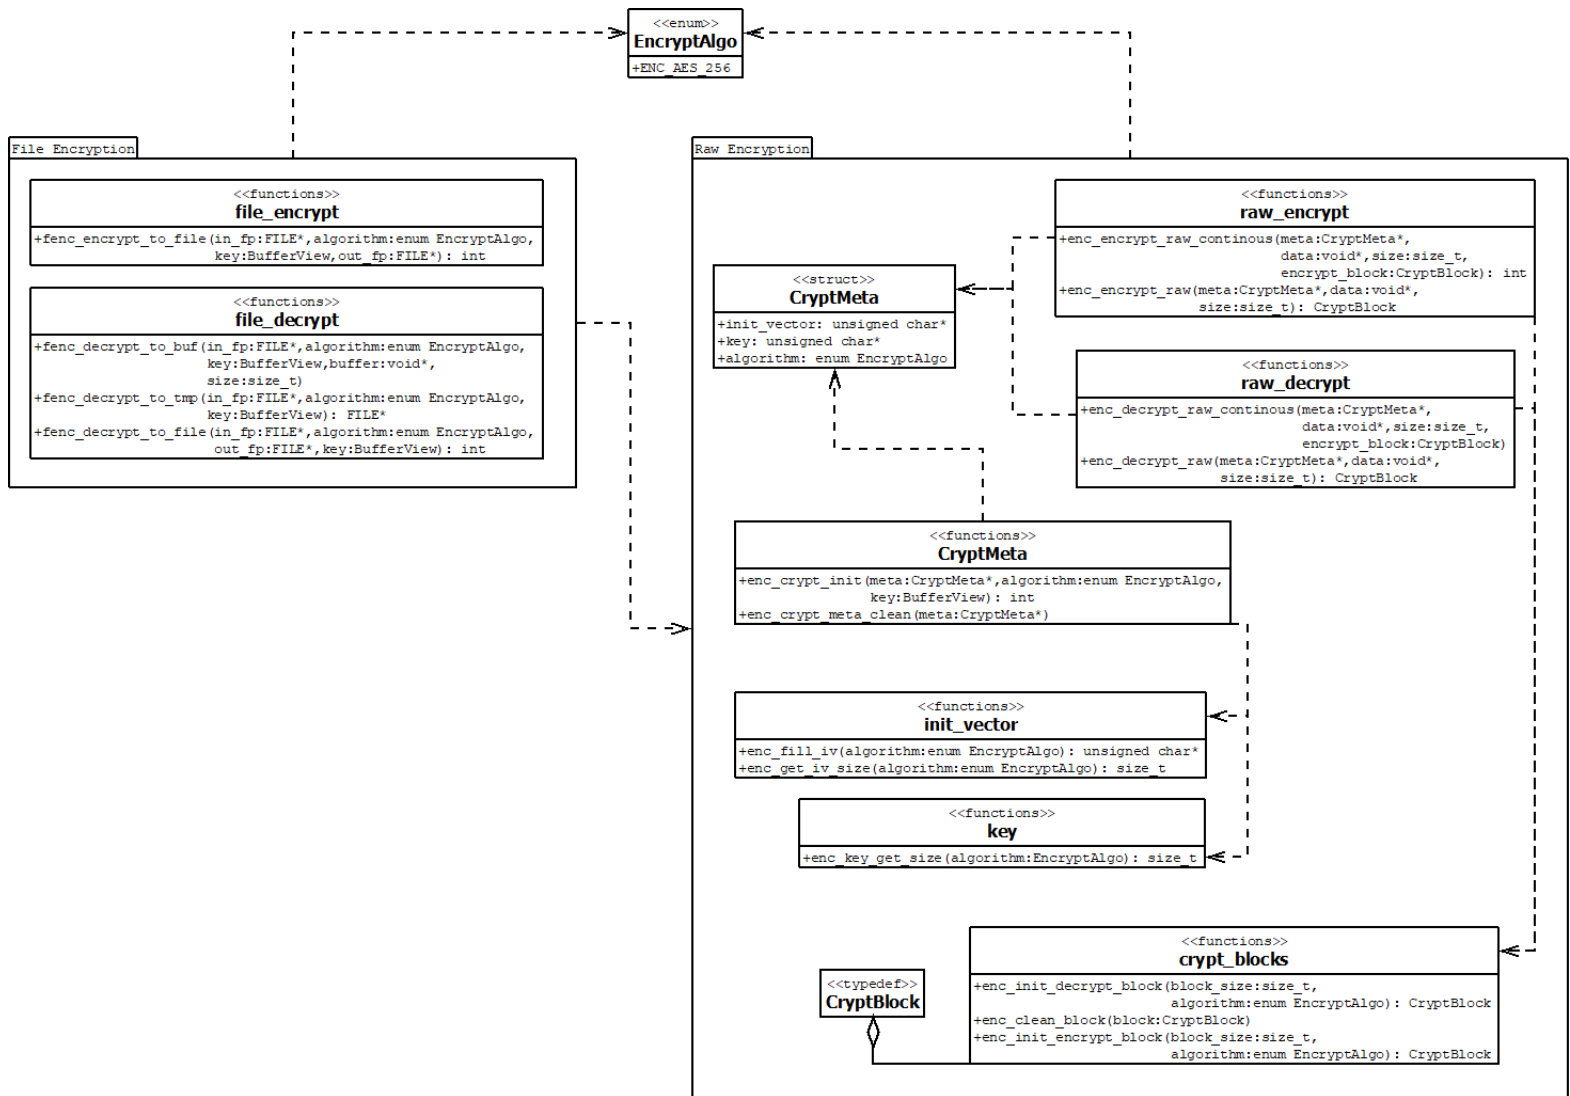 <<enum>>
EncryptAlgo
+ENC_AES_256
File Encryption
<<functions>>
file_encrypt
+fenc_encrypt_to_file(in_fp:FILE*,algorithm:enum EncryptAlgo,
key:BufferView,out_fp:FILE*): int
<<functions>>
file_decrypt
+fenc_decrypt_to_buf(in_fp:FILE*,algorithm:enum EncryptAlgo,
key:BufferView,buffer:void*,
size:size_t)
+fenc_decrypt_to_tmp(in_fp:FILE*,algorithm:enum EncryptAlgo,
key:BufferView): FILE*
+fenc_decrypt_to_file(in_fp:FILE*,algorithm:enum EncryptAlgo,
out_fp:FILE*,key:BufferView): int
Raw Encryption
<<functions>>
raw_encrypt
+enc_encrypt_raw_continous(meta:CryptMeta*,
data:void*,size:size_t,
encrypt_block:CryptBlock): int
+enc_encrypt_raw(meta:CryptMeta*,data:void*,
size:size_t): CryptBlock
<<struct>>
CryptMeta
+init_vector: unsigned char*
+key: unsigned char*
+algorithm: enum EncryptAlgo
<<functions>>
raw_decrypt
+enc_decrypt_raw_continous(meta:CryptMeta*,
data:void*,size:size_t,
encrypt_block:CryptBlock)
+enc_decrypt_raw(meta:CryptMeta*,data:void*,
size:size_t): CryptBlock
<<functions>>
CryptMeta
+enc_crypt_init(meta:CryptMeta*,algorithm:enum EncryptAlgo,
key:BufferView): int
+enc_crypt_meta_clean(meta:CryptMeta*)
<<functions>>
init_vector
+enc_fill_iv(algorithm:enum EncryptAlgo): unsigned char*
+enc_get_iv_size(algorithm:enum EncryptAlgo): size_t
<<functions>>
key
+enc_key_get_size(algorithm:EncryptAlgo): size_t
<<functions>>
crypt_blocks
+enc_init_decrypt_block(block_size:size_t,
algorithm:enum EncryptAlgo): CryptBlock
+enc_clean_block(block:CryptBlock)
+enc_init_encrypt_block(block_size:size_t,
algorithm:enum EncryptAlgo): CryptBlock
<<typedef>>
CryptBlock